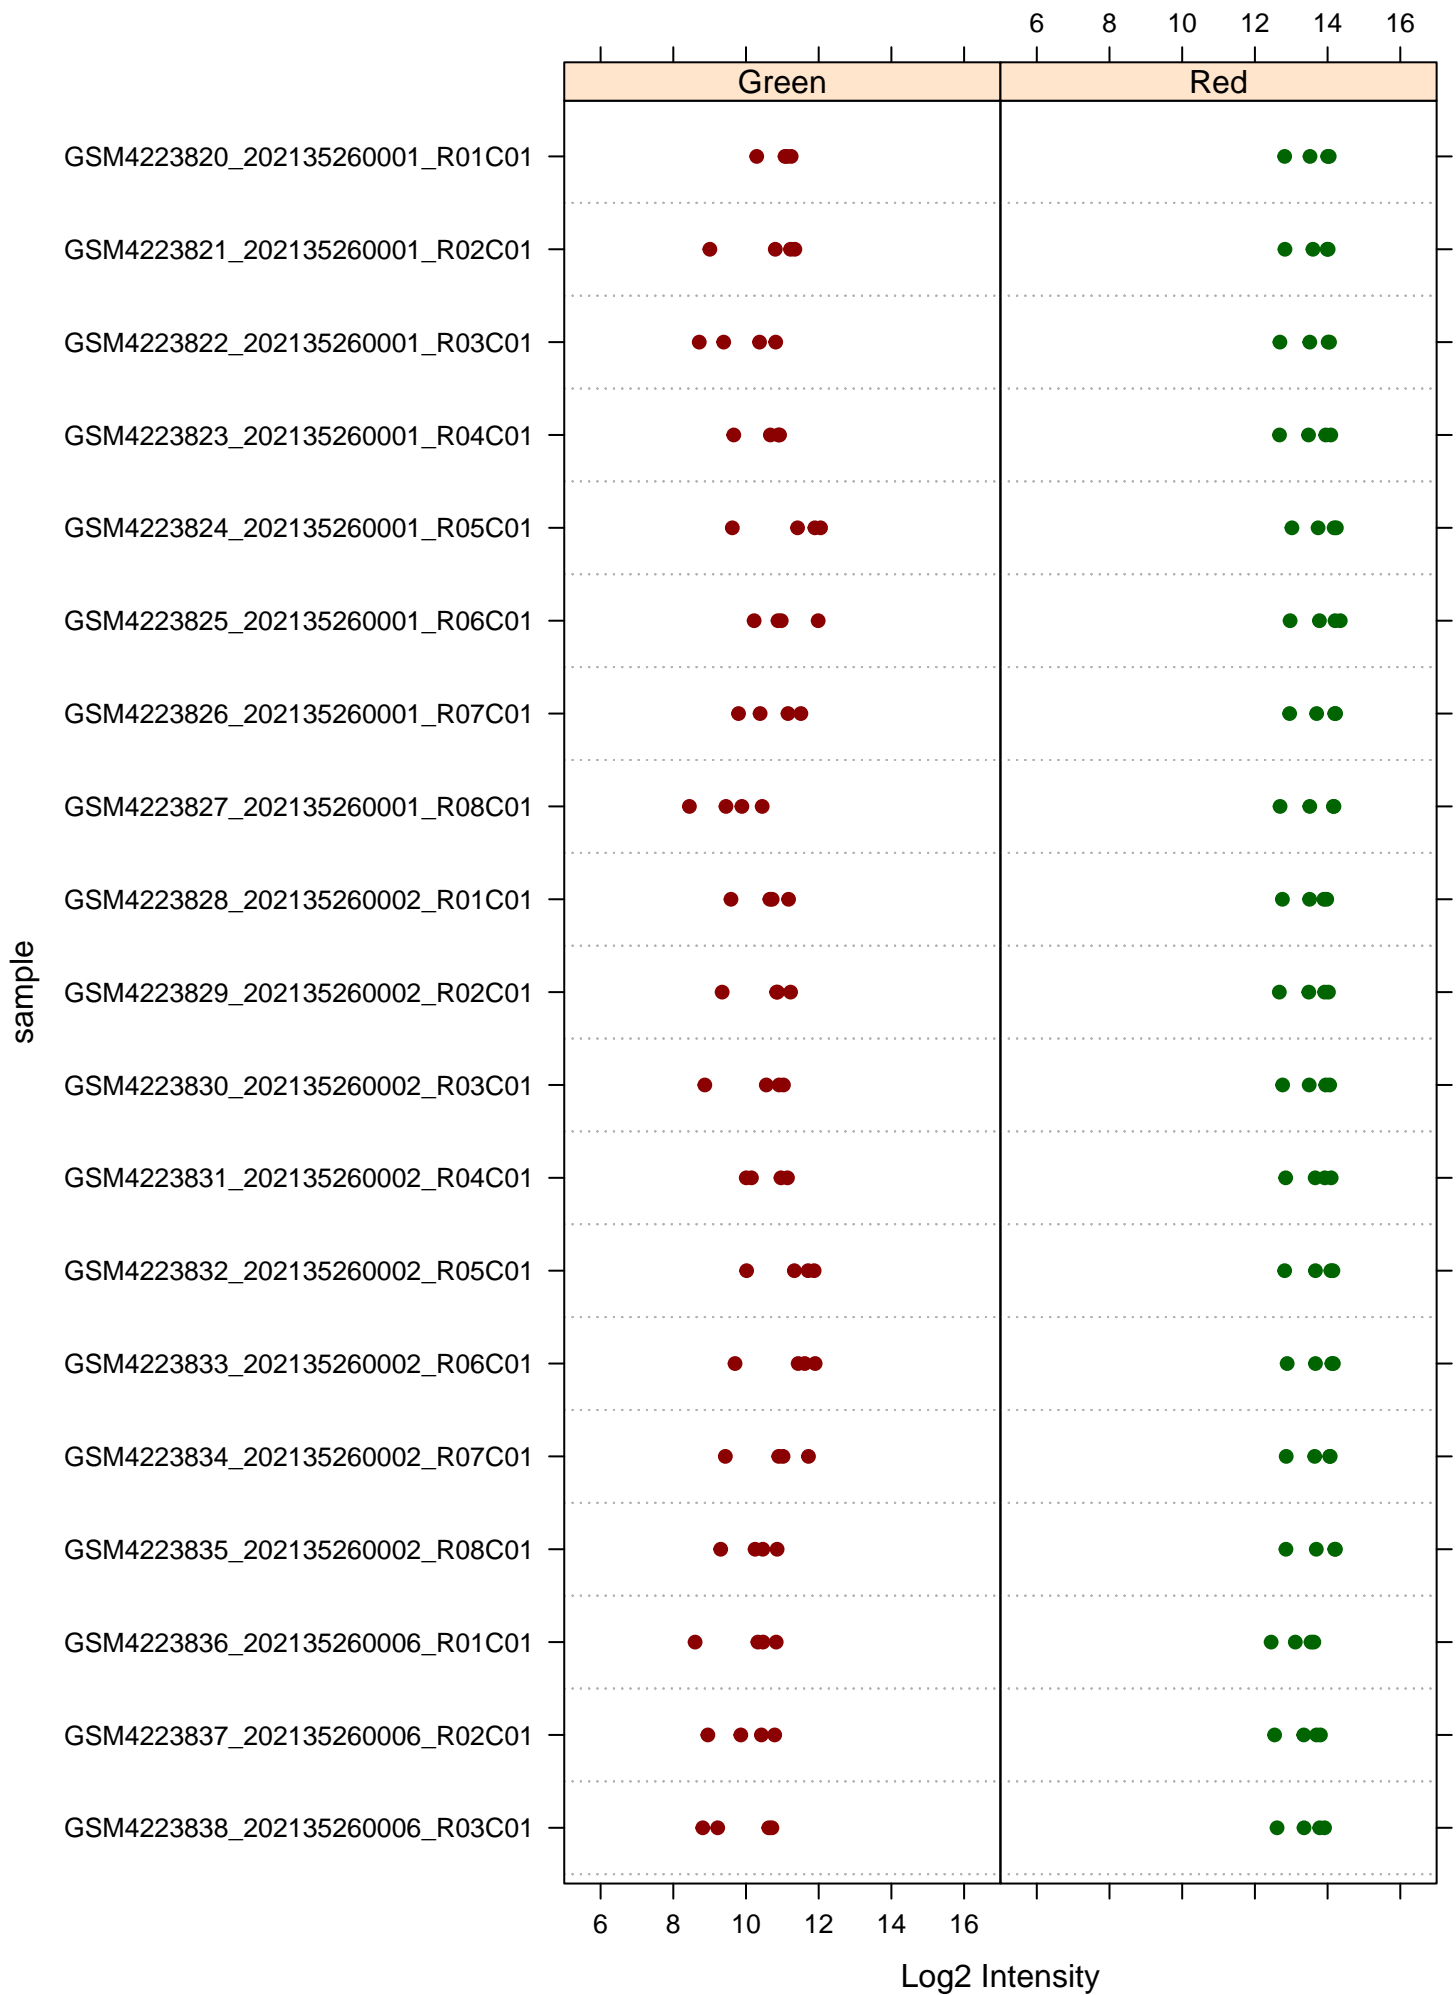 6 8 10 12 14 16
Green Red
GSM4223820_202135260001_R01C01
GSM4223821_202135260001_R02C01
GSM4223822_202135260001_R03C01
GSM4223823_202135260001_R04C01
GSM4223824_202135260001_R05C01
GSM4223825_202135260001_R06C01
GSM4223826_202135260001_R07C01
GSM4223827_202135260001_R08C01
GSM4223828_202135260002_R01C01
sample
GSM4223829_202135260002_R02C01
GSM4223830_202135260002_R03C01
GSM4223831_202135260002_R04C01
GSM4223832_202135260002_R05C01
GSM4223833_202135260002_R06C01
GSM4223834_202135260002_R07C01
GSM4223835_202135260002_R08C01
GSM4223836_202135260006_R01C01
GSM4223837_202135260006_R02C01
GSM4223838_202135260006_R03C01
6 8 10 12 14 16
Log2 Intensity